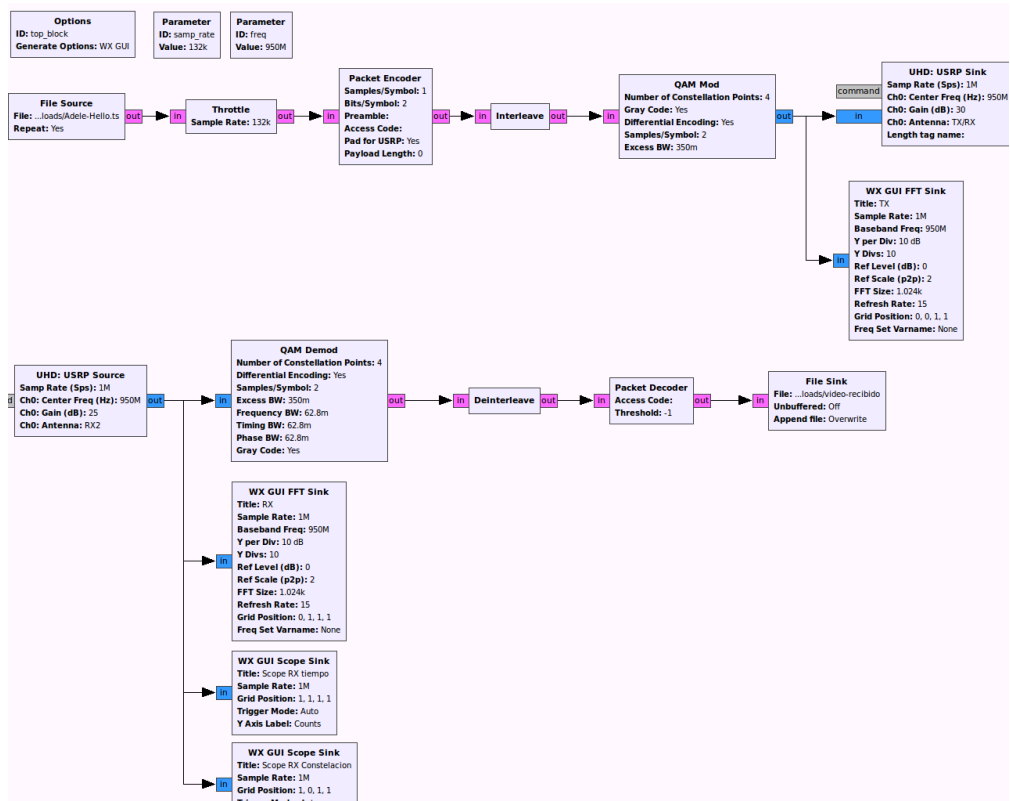 Options
ID: top_block
Generate Options: WX GUI
Parameter
ID: samp_rate
Value: 132k
Parameter
ID: freq
Value: 950M
File Source
File: ...loads/Adele-Hello.ts
Repeat: Yes
out
in
Throttle
Sample Rate: 132k
out
in
Packet Encoder
Samples/Symbol: 1
Bits/Symbol: 2
Preamble:
Access Code:
Pad for USRP: Yes
Payload Length: 0
out
in
Interleave
out
in
QAM Mod
Number of Constellation Points: 4
Gray Code: Yes
Differential Encoding: Yes
Samples/Symbol: 2
Excess BW: 350m
out
command
in
UHD: USRP Sink
Samp Rate (Sps): 1M
Ch0: Center Freq (Hz): 950M
Ch0: Gain (dB): 30
Ch0: Antenna: TX/RX
Length tag name:
in
WX GUI FFT Sink
Title: TX
Sample Rate: 1M
Baseband Freq: 950M
Y per Div: 10 dB
Y Divs: 10
Ref Level (dB): 0
Ref Scale (p2p): 2
FFT Size: 1.024k
Refresh Rate: 15
Grid Position: 0, 0, 1, 1
Freq Set Varname: None
d
UHD: USRP Source
Samp Rate (Sps): 1M
Ch0: Center Freq (Hz): 950M
Ch0: Gain (dB): 25
Ch0: Antenna: RX2
out
in
QAM Demod
Number of Constellation Points: 4
Differential Encoding: Yes
Samples/Symbol: 2
Excess BW: 350m
Frequency BW: 62.8m
Timing BW: 62.8m
Phase BW: 62.8m
Gray Code: Yes
out
in
Deinterleave
out
in
Packet Decoder
Access Code:
Threshold: -1
out
in
File Sink
File: ...loads/video-recibido
Unbuffered: Off
Append file: Overwrite
in
WX GUI FFT Sink
Title: RX
Sample Rate: 1M
Baseband Freq: 950M
Y per Div: 10 dB
Y Divs: 10
Ref Level (dB): 0
Ref Scale (p2p): 2
FFT Size: 1.024k
Refresh Rate: 15
Grid Position: 0, 1, 1, 1
Freq Set Varname: None
in
WX GUI Scope Sink
Title: Scope RX tiempo
Sample Rate: 1M
Grid Position: 1, 1, 1, 1
Trigger Mode: Auto
Y Axis Label: Counts
in
WX GUI Scope Sink
Title: Scope RX Constelacion
Sample Rate: 1M
Grid Position: 1, 0, 1, 1